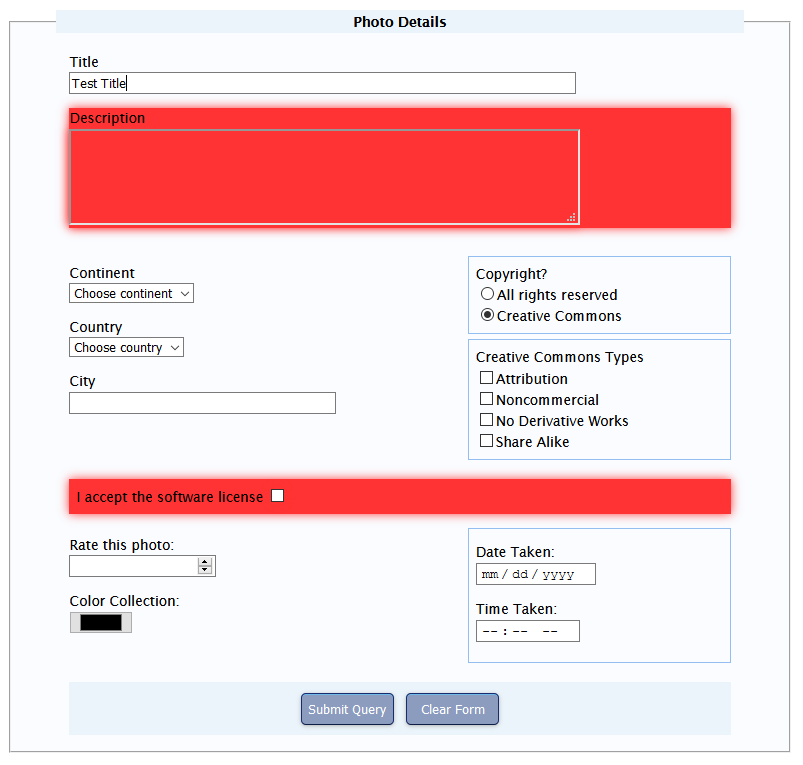 Photo Details
Title
Test Title
Description
Continent
Choose continent
Country
Choose country
City
Copyright?
All rights reserved
Creative Commons
Creative Commons Types
Attribution
Noncommercial
No Derivative Works
Share Alike
I accept the software license
Rate this photo:
Color Collection:
Date Taken:
mm / dd / yyyy
Time Taken:
-- : -- --
Submit Query
Clear Form